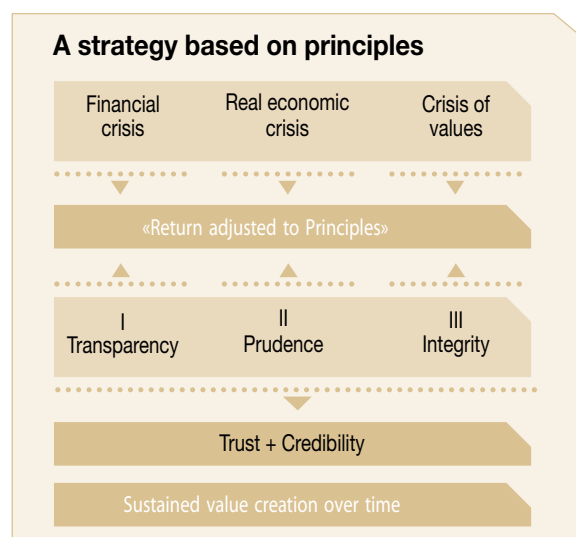 A strategy based on principles
Financial
crisis
Real economic
crisis
Crisis of
values
«Return adjusted to Principles»
I
Transparency
II
Prudence
III
Integrity
Trust + Credibility
Sustained value creation over time